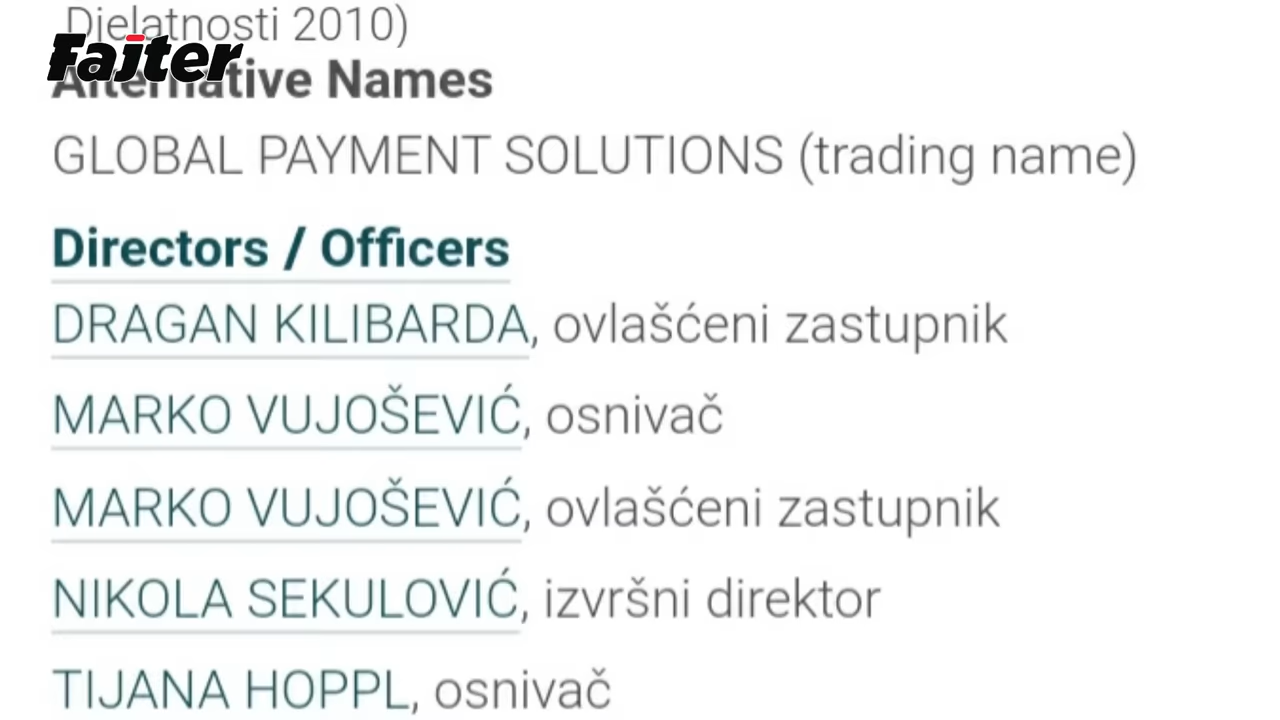 Djelatnosti 2010)
Fajter
Alternative Names
GLOBAL PAYMENT SOLUTIONS (trading name)
Directors / Officers
DRAGAN KILIBARDA, ovlašćeni zastupnik
MARKO VUJOŠEVIĆ, osnivač
MARKO VUJOŠEVIĆ, ovlašćeni zastupnik
NIKOLA SEKULOVIĆ, izvršni direktor
TIJANA HOPPL, osnivač